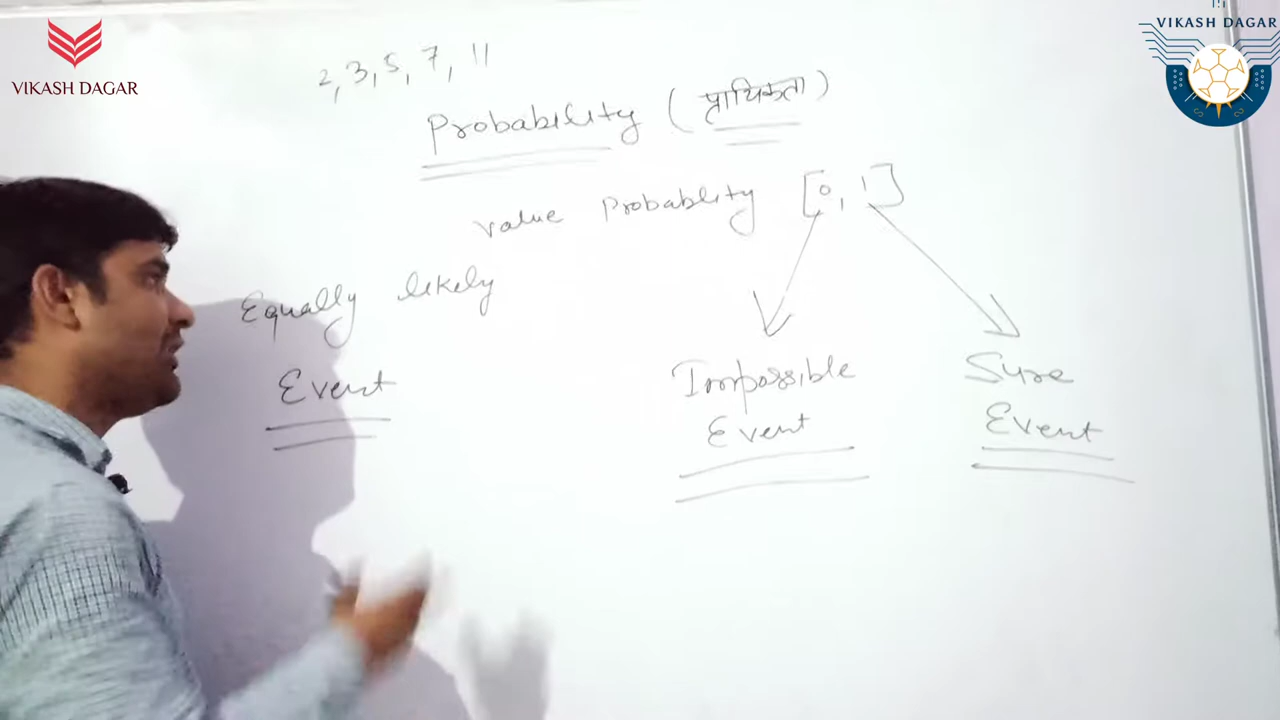 VIKASH DAGAR
VIKASH DAGAR
2, 3, 5, 7, 11
Probability (प्रायिकता)
value Probablity [0, 1]
Equally likely
Event
Impossible
Event
Sure
Event